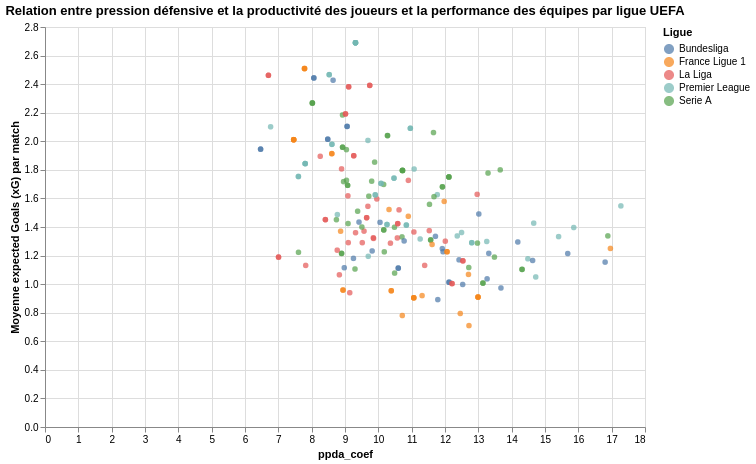 Relation entre pression défensive et la productivité des joueurs et la performance des équipes par ligue UEFA
Moyenne expected Goals (xG) par match
2.8
2.6
2.4
2.2
2.0
1.8
1.6
1.4
1.2
1.0
0.8
0.6
0.4
0.2
0.0
0 1 2 3 4 5 6 7 8 9 10 11 12 13 14 15 16 17 18
ppda_coef
Ligue
Bundesliga
France Ligue 1
La Liga
Premier League
Serie A